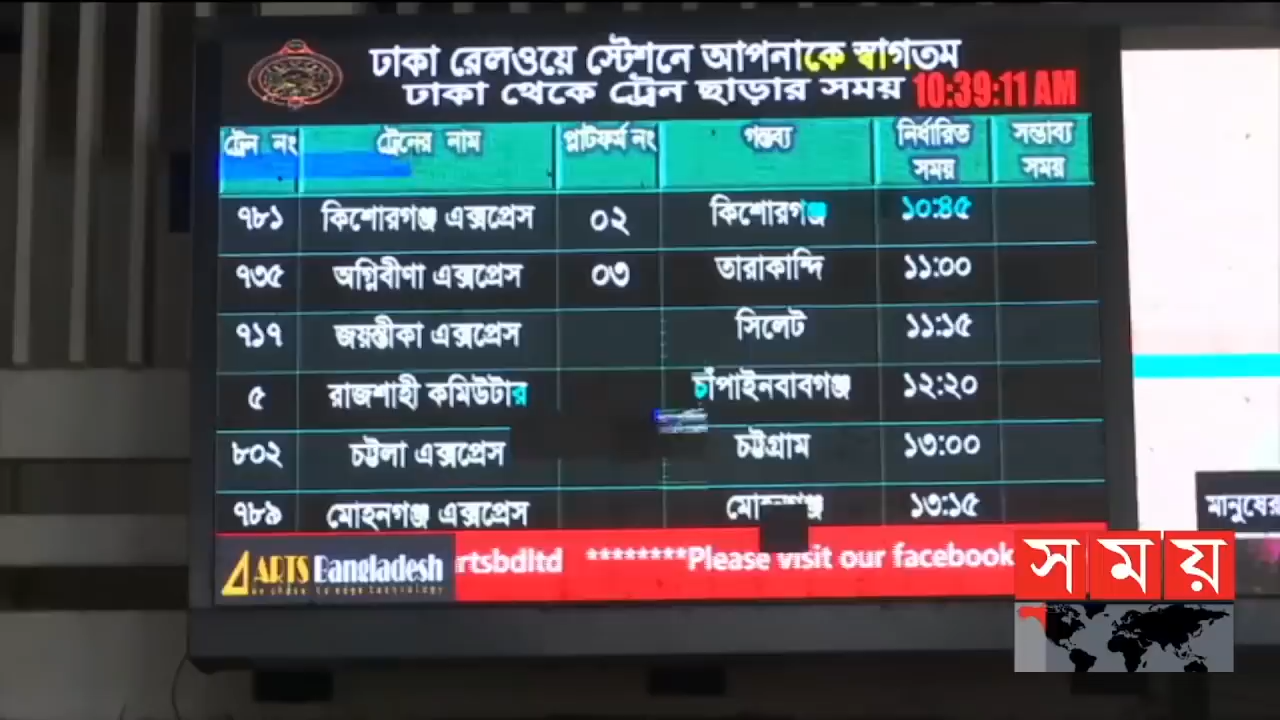 ঢাকা রেলওয়ে স্টেশনে আপনাকে স্বাগতম
ঢাকা থেকে ট্রেন ছাড়ার সময় 10:39:11 AM
ট্রেন নং ট্রেনের নাম প্লাটফর্ম নং গন্তব্য নির্ধারিত সময় সম্ভাব্য সময়
৭৮১ কিশোরগঞ্জ এক্সপ্রেস ০২ কিশোরগঞ্জ ১০:৪৫
৭৩৫ অগ্নিবীণা এক্সপ্রেস ০৩ তারাকান্দি ১১:০০
৭১৭ জয়ন্তীকা এক্সপ্রেস সিলেট ১১:১৫
৫ রাজশাহী কমিউটার চাঁপাইনবাবগঞ্জ ১২:২০
৮০২ চট্টলা এক্সপ্রেস চট্টগ্রাম ১৩:০০
৭৮৯ মোহনগঞ্জ এক্সপ্রেস মোহনগঞ্জ ১৩:১৫
মানুষের
ARTS Bangladesh rtsbdltd ********Please visit our facebook
সময়